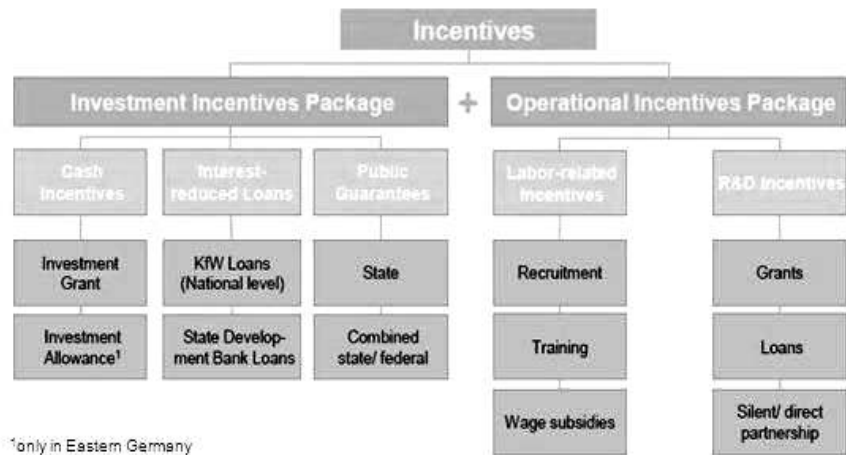 Incentives
Investment Incentives Package
+
Operational Incentives Package
Cash
Incentives
Interest-
reduced Loans
Public
Guarantees
Labor-related
Incentives
R&D Incentives
Investment
Grant
KfW Loans
(National level)
State
Recruitment
Grants
Investment
Allowance¹
State Develop-
ment Bank Loans
Combined
state/ federal
Training
Loans
Wage subsidies
Silent/ direct
partnership
¹only in Eastern Germany